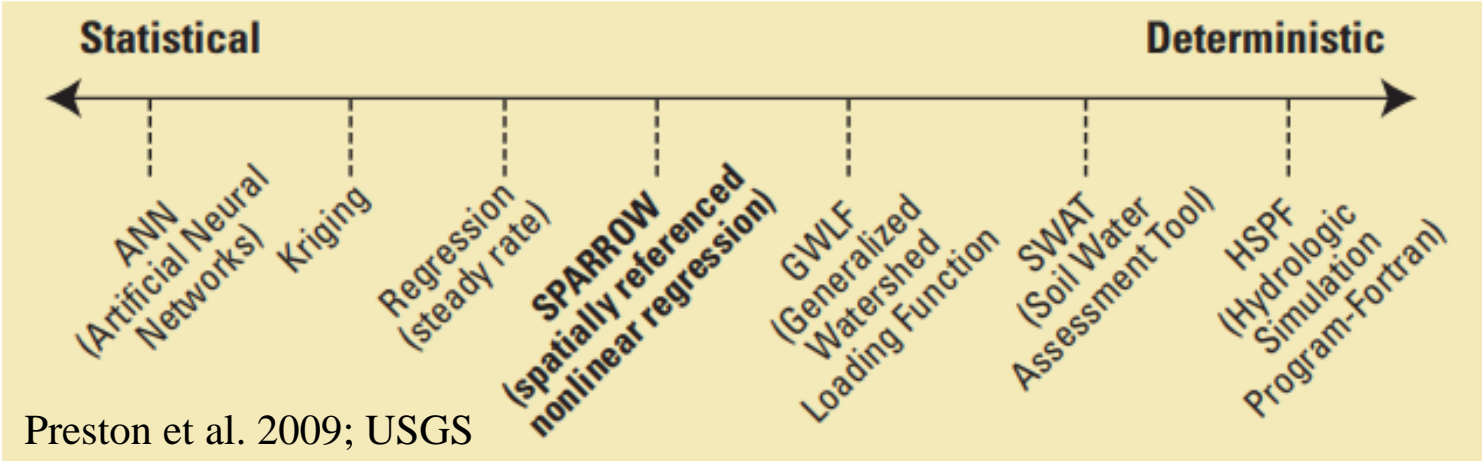 Statistical
Deterministic
ANN
(Artificial Neural
Networks)
Kriging
Regression
(steady rate)
SPARROW
(spatially referenced
nonlinear regression)
GWLF
(Generalized
Watershed
Loading Function
SWAT
(Soil Water
Assessment Tool)
HSPF
(Hydrologic
Simulation
Program-Fortran)
Preston et al. 2009; USGS